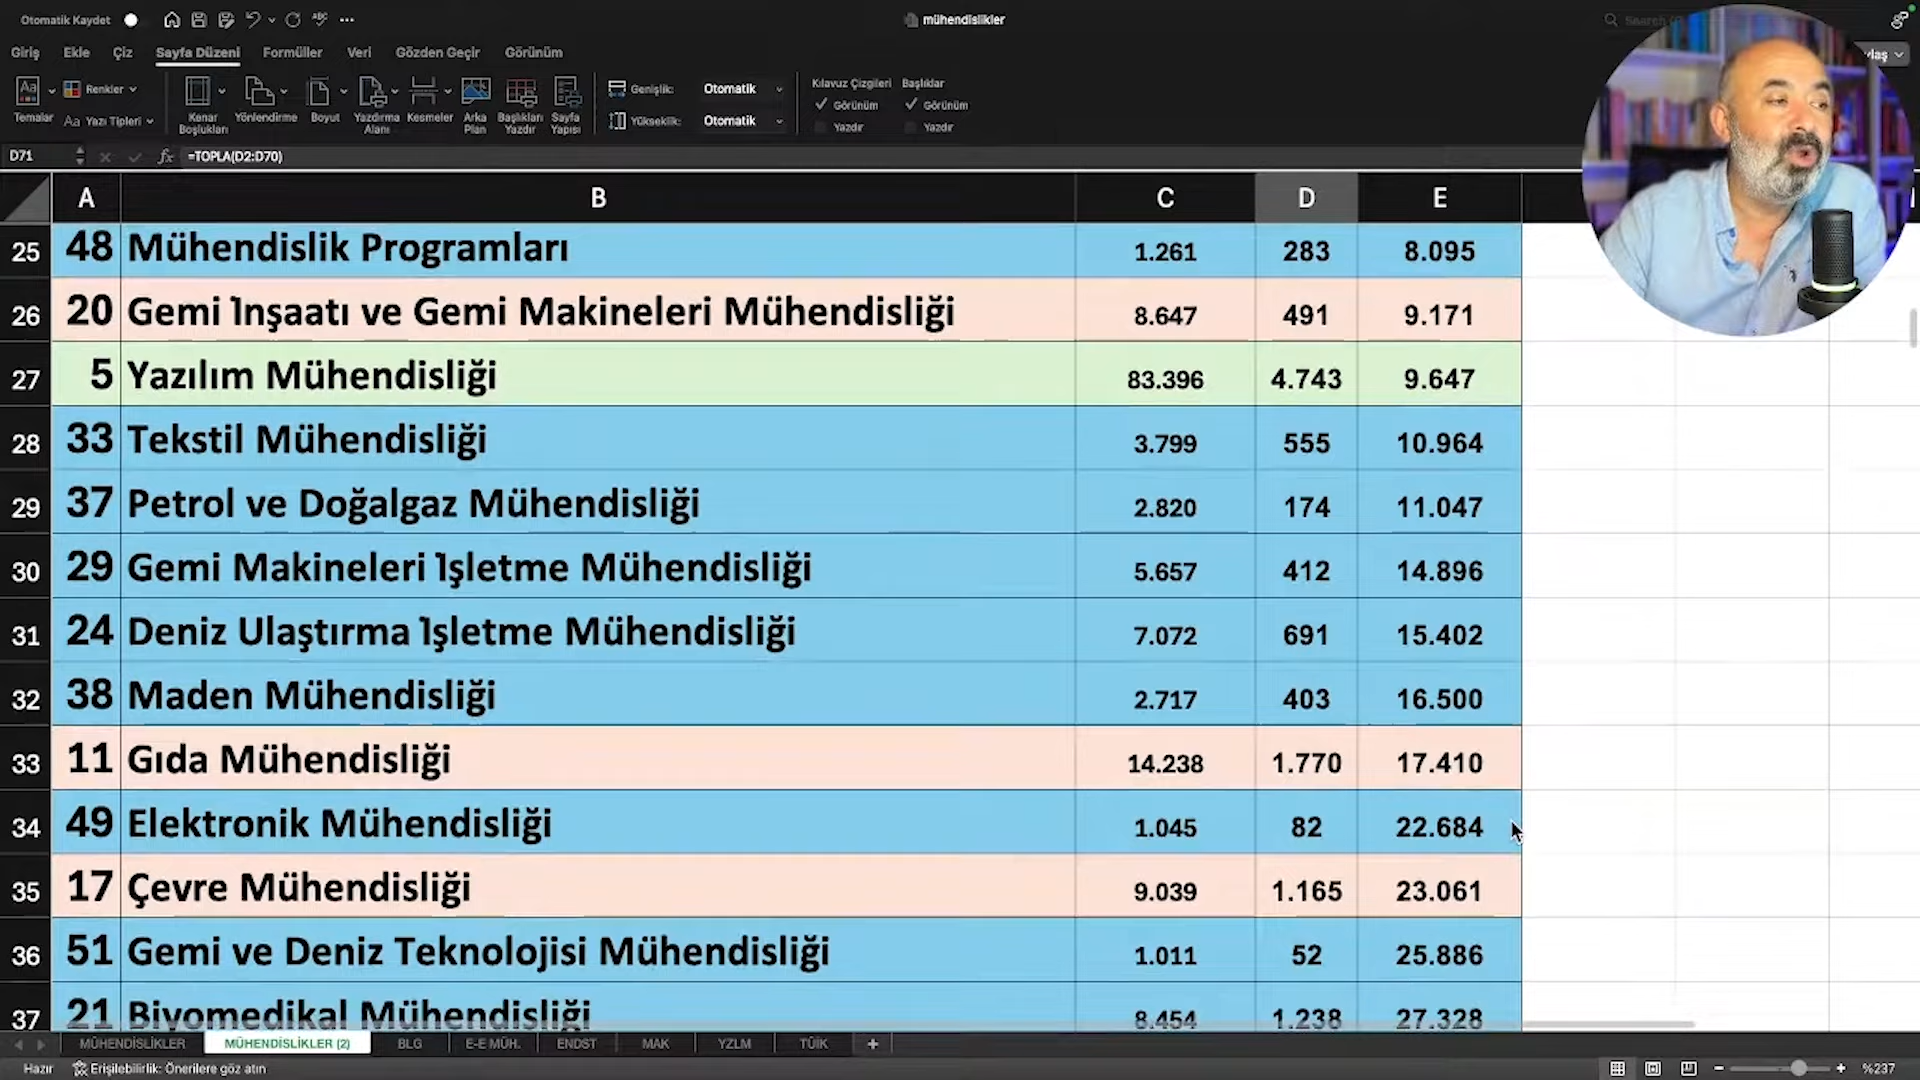 Otomatik Kaydet
mühendislikler
Search
Giriş Ekle Çiz Sayfa Düzeni Formüller Veri Gözden Geçir Görünüm
laş
Temalar
Renkler
Aa Yazı Tipleri
Kenar Boşlukları
Yönlendirme
Boyut
Yazdırma Alanı
Kesmeler
Arka Plan
Başlıkları Yazdır
Sayfa Yapısı
Genişlik: Otomatik
Yükseklik: Otomatik
Kılavuz Çizgileri Başlıklar
Görünüm Görünüm
Yazdır Yazdır
D71 fx =TOPLA(D2:D70)
A B C D E
25 48 Mühendislik Programları 1.261 283 8.095
26 20 Gemi İnşaatı ve Gemi Makineleri Mühendisliği 8.647 491 9.171
27 5 Yazılım Mühendisliği 83.396 4.743 9.647
28 33 Tekstil Mühendisliği 3.799 555 10.964
29 37 Petrol ve Doğalgaz Mühendisliği 2.820 174 11.047
30 29 Gemi Makineleri İşletme Mühendisliği 5.657 412 14.896
31 24 Deniz Ulaştırma İşletme Mühendisliği 7.072 691 15.402
32 38 Maden Mühendisliği 2.717 403 16.500
33 11 Gıda Mühendisliği 14.238 1.770 17.410
34 49 Elektronik Mühendisliği 1.045 82 22.684
35 17 Çevre Mühendisliği 9.039 1.165 23.061
36 51 Gemi ve Deniz Teknolojisi Mühendisliği 1.011 52 25.886
37 21 Biyomedikal Mühendisliği 8.454 1.238 27.328
MÜHENDİSLİKLER MÜHENDİSLİKLER (2) BLG E-E MÜH. ENDST MAK YZLM TÜİK +
Hazır Erişilebilirlik: Önerilere göz atın %237